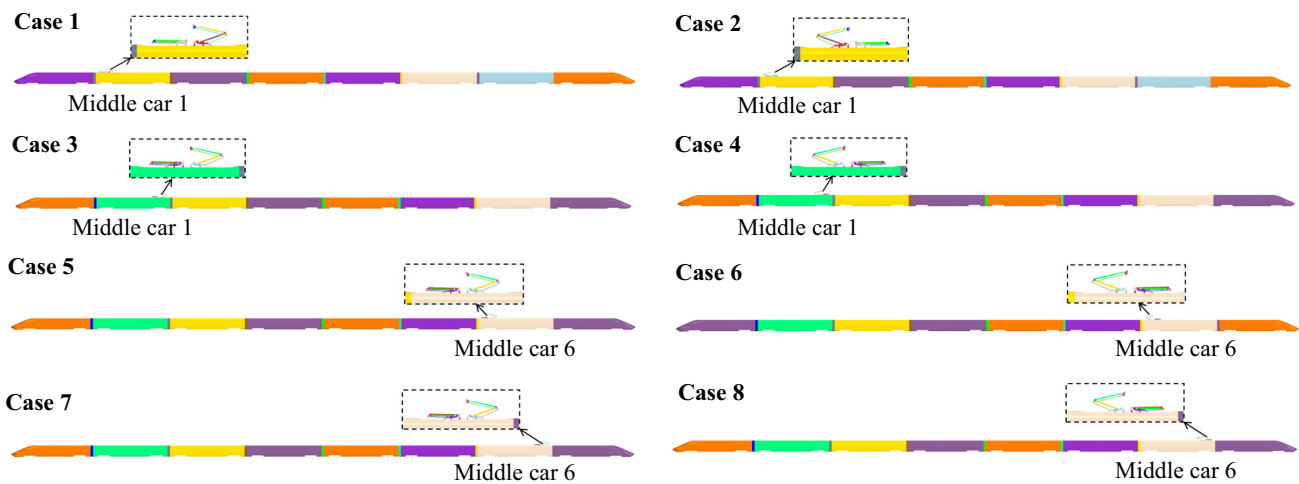 Case 1
Middle car 1
Case 2
Middle car 1
Case 3
Middle car 1
Case 4
Middle car 1
Case 5
Middle car 6
Case 6
Middle car 6
Case 7
Middle car 6
Case 8
Middle car 6